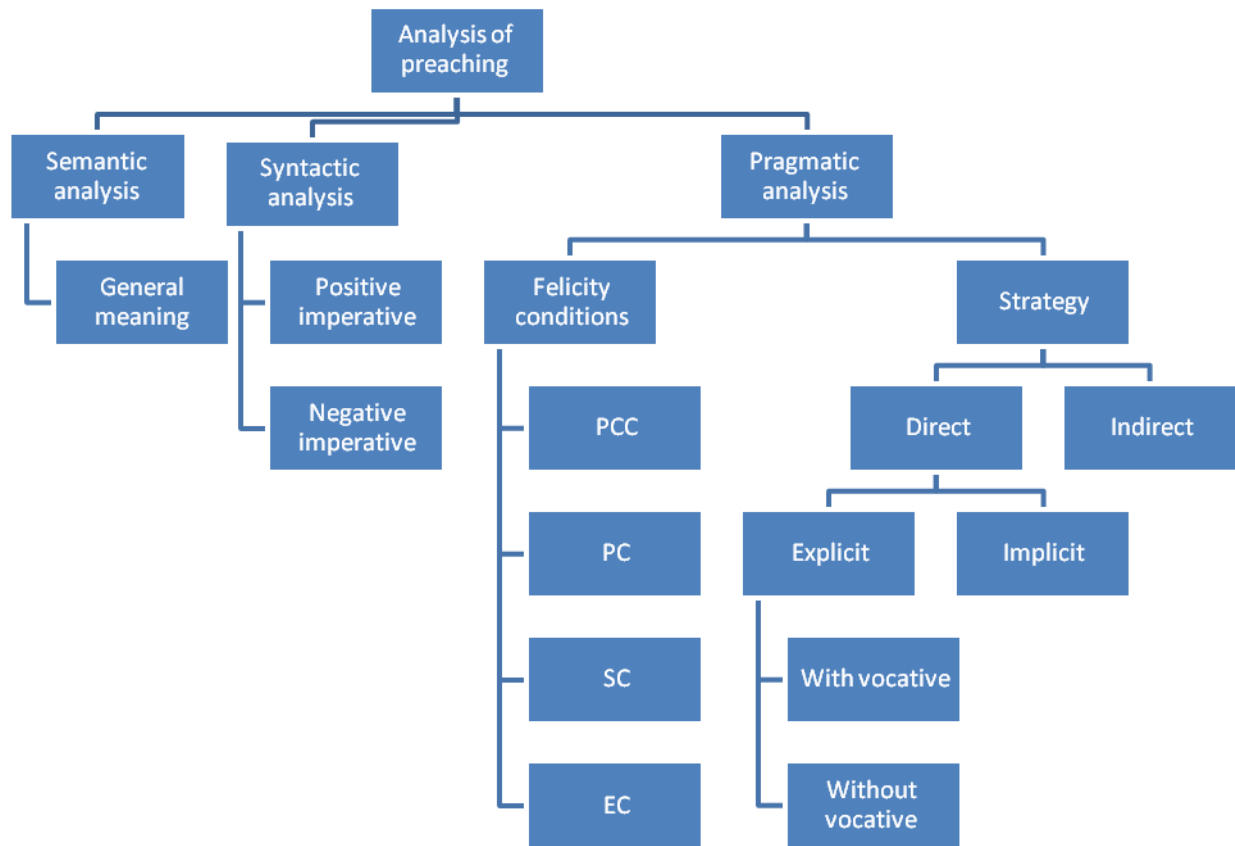 Analysis of
preaching
Semantic
analysis
Syntactic
analysis
Pragmatic
analysis
General
meaning
Positive
imperative
Negative
imperative
Felicity
conditions
PCC
PC
SC
EC
Strategy
Direct
Indirect
Explicit
Implicit
With vocative
Without
vocative